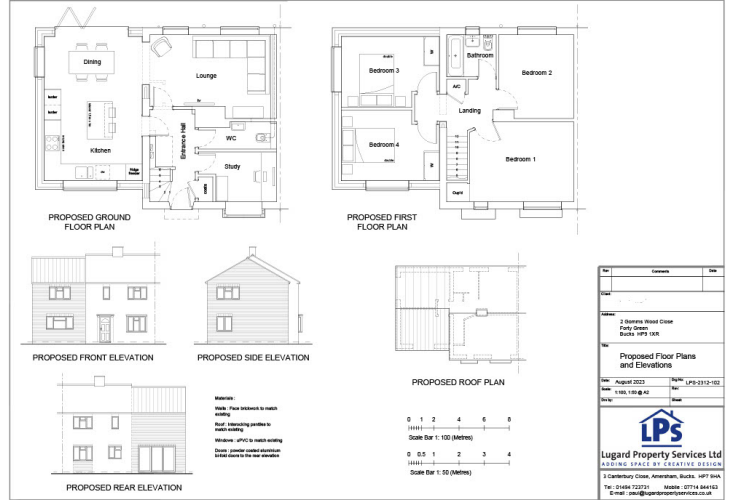 Dining
Lounge
Kitchen
Entrance Hall
WC
Study
Fridge
freezer
PROPOSED GROUND
FLOOR PLAN
Bedroom 3
double
W
Bathroom
Bedroom 2
A/C
Landing
Bedroom 4
double
W
Bedroom 1
Cup'd
PROPOSED FIRST
FLOOR PLAN
PROPOSED FRONT ELEVATION
PROPOSED SIDE ELEVATION
PROPOSED ROOF PLAN
PROPOSED REAR ELEVATION
Materials :
Walls : Face brickwork to match
existing
Roof : Interlocking pantiles to
match existing
Windows : uPVC to match existing
Doors : powder coated aluminium
bi-fold doors to the rear elevation
0 1 2 4 6 8
Scale Bar 1: 100 (Metres)
0 0.5 1 2 3 4
Scale Bar 1: 50 (Metres)
Rev Comments Date
Client
Address:
2 Gomms Wood Close
Forty Green
Bucks HP9 1XR
Title:
Proposed Floor Plans
and Elevations
Date: August 2023 Drg No: LPS-2312-102
Scale: 1:100, 1:50 @ A2 Rev:
Drn by: Sheet:
LPS
Lugard Property Services Ltd
ADDING SPACE BY CREATIVE DESIGN
3 Canterbury Close, Amersham, Bucks. HP7 9HA
Tel : 01494 723731 Mobile : 07714 844163
E-mail : paul@lugardpropertyservices.co.uk